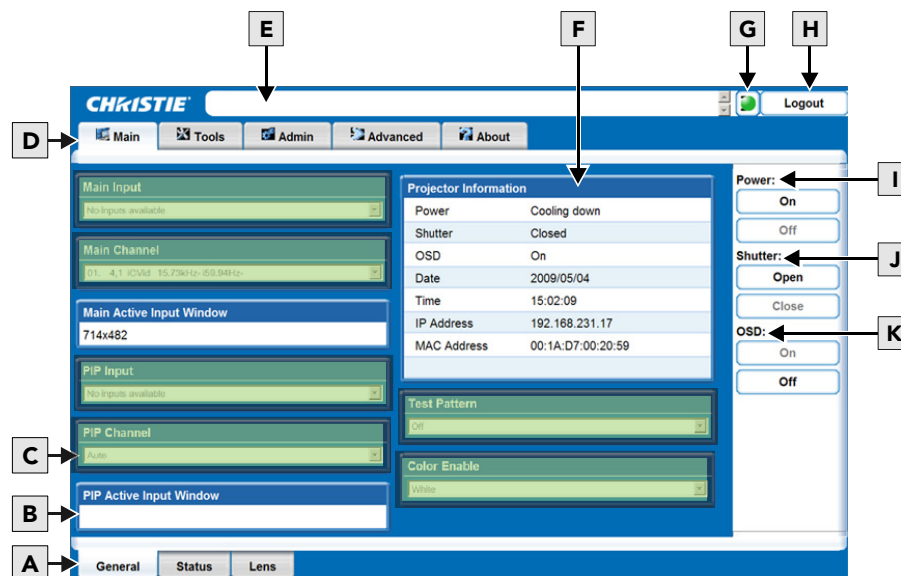 E
F
G
H
CHRISTIE
Logout
D
Main
Tools
Admin
Advanced
About
Main Input
No inputs available
Main Channel
01. 4,1 ICVid 15.73kHz- i59.94Hz-
Main Active Input Window
714x482
PIP Input
No inputs available
PIP Channel
C
Auto
PIP Active Input Window
B
Projector Information
Power Cooling down
Shutter Closed
OSD On
Date 2009/05/04
Time 15:02:09
IP Address 192.168.231.17
MAC Address 00:1A:D7:00:20:59
Test Pattern
Off
Color Enable
White
Power:
I
On
Off
Shutter:
J
Open
Close
OSD:
K
On
Off
A
General
Status
Lens